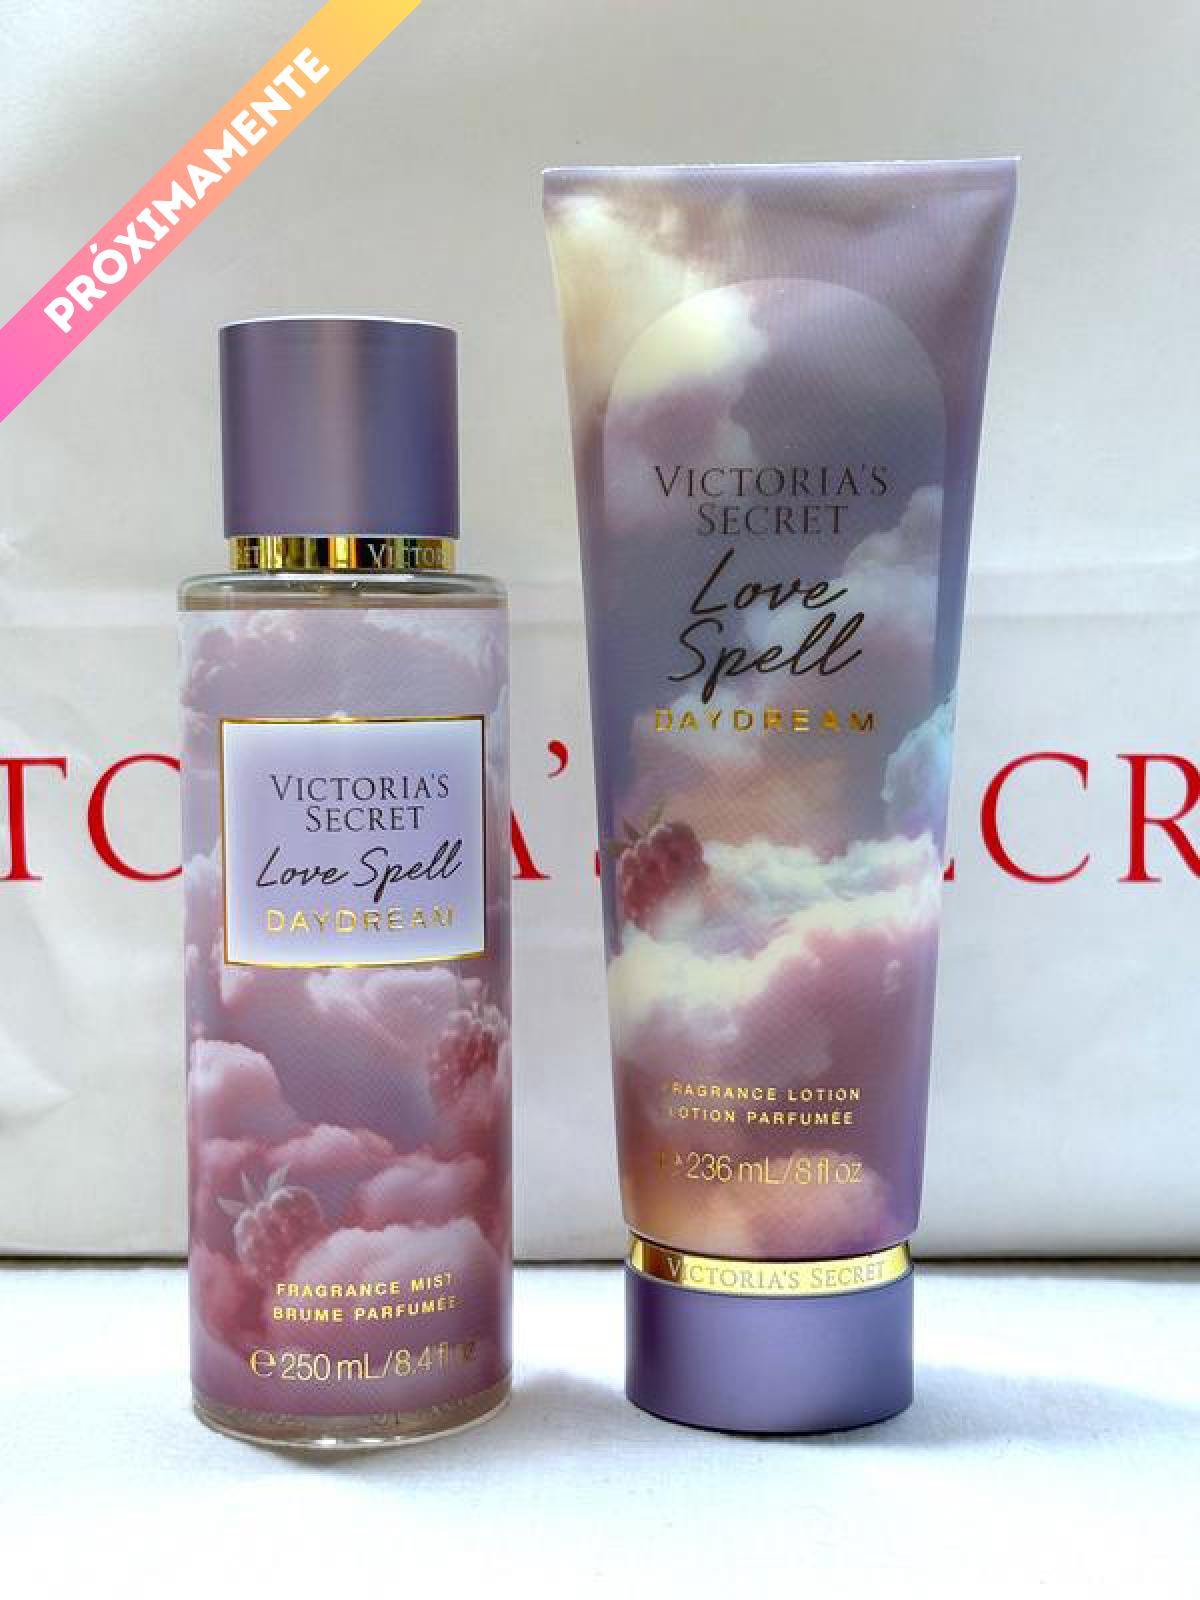 PRÓXIMAMENTE
VICTORIA'S
SECRET
Love Spell
DAYDREAM
FRAGRANCE MIST
BRUME PARFUMÉE
℮ 250 mL/8.4 fl oz
VICTORIA'S
SECRET
Love
Spell
DAYDREAM
FRAGRANCE LOTION
LOTION PARFUMÉE
℮ 236 mL/8 fl oz
VICTORIA'S SECRET